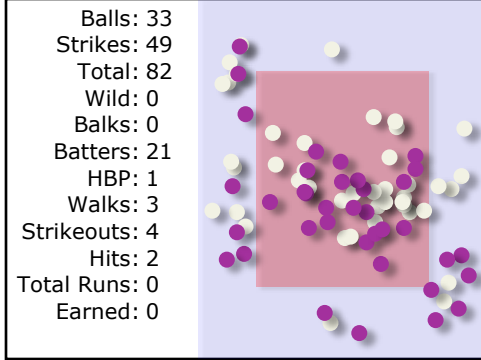 Balls: 33
Strikes: 49
Total: 82
Wild: 0
Balks: 0
Batters: 21
HBP: 1
Walks: 3
Strikeouts: 4
Hits: 2
Total Runs: 0
Earned: 0